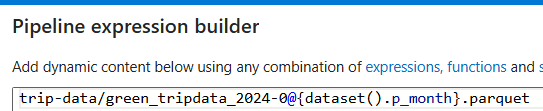 Pipeline expression builder
Add dynamic content below using any combination of expressions, functions and
trip-data/green_tripdata_2024-0@{dataset().p_month}.parquet